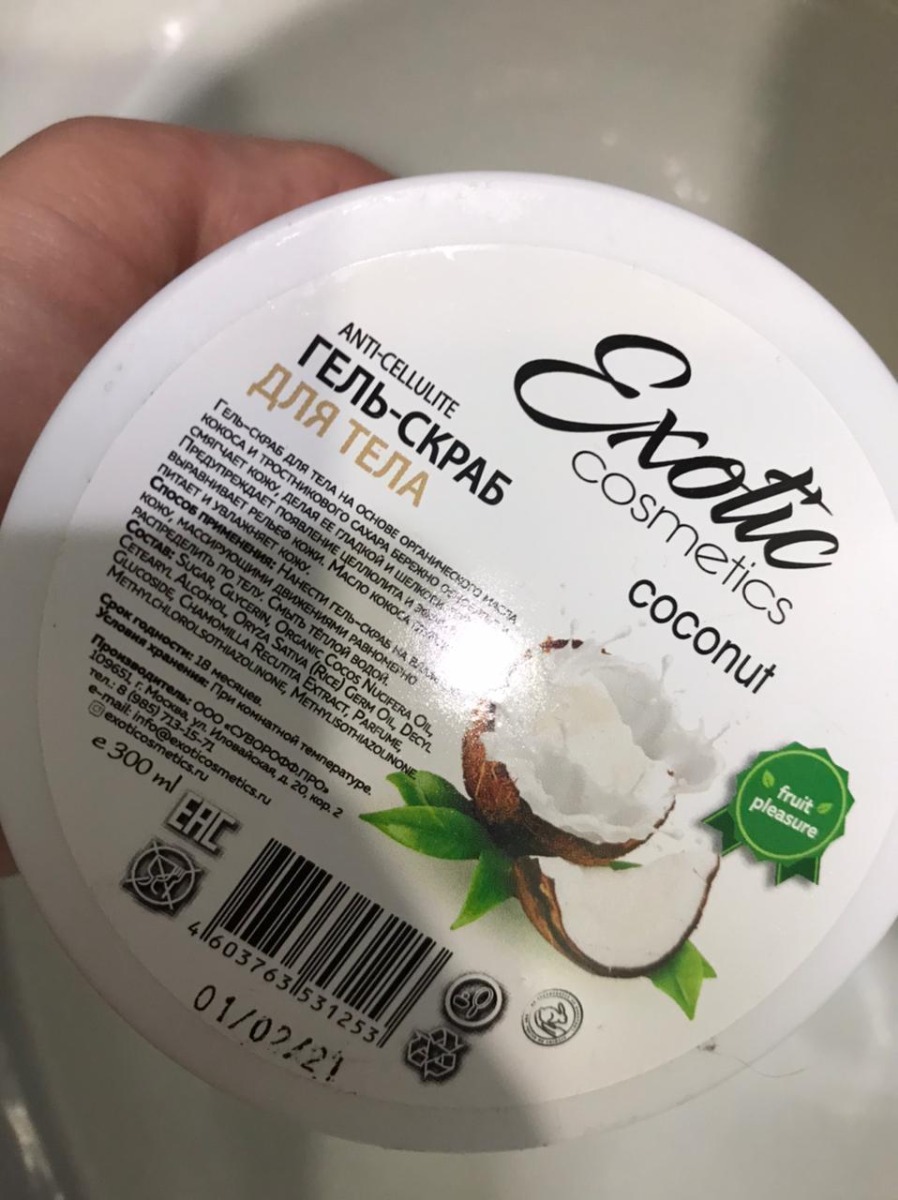 Exotic
cosmetics
coconut
ANTI-CELLULITE
ГЕЛЬ-СКРАБ
ДЛЯ ТЕЛА
Гель-скраб для тела на основе органического масла
кокоса и тростникового сахара бережно
смягчает кожу, делая ее гладкой и
Предупреждает появление целлюлита и
выравнивает рельеф кожи. Масло кокоса
питает и увлажняет кожу.
Способ применения: Нанести гель-скраб на
кожу, массирующими движениями равномерно
распределить по телу. Смыть тёплой водой.
Состав: Sugar, Glycerin, Organic Cocos Nucifera Oil,
Cetearyl Alcohol, Oryza Sativa (Rice) Germ Oil, Decyl
Glucoside, Chamomilla Recutita Extract, Parfume,
Methylchlorolsothiazolinone, Methylisothiazolinone.
Срок годности: 18 месяцев.
Условия хранения: При комнатной температуре.
Производитель: ООО «СУВОРОФФ.ПРО»
109651, г. Москва, ул. Иловайская, д. 20, кор. 2
тел.: 8 (985) 713-15-71
e-mail: info@exoticosmetics.ru
exoticosmetics.ru
e 300 ml
EAC
fruit
pleasure
4 603763 531253
01/02/21